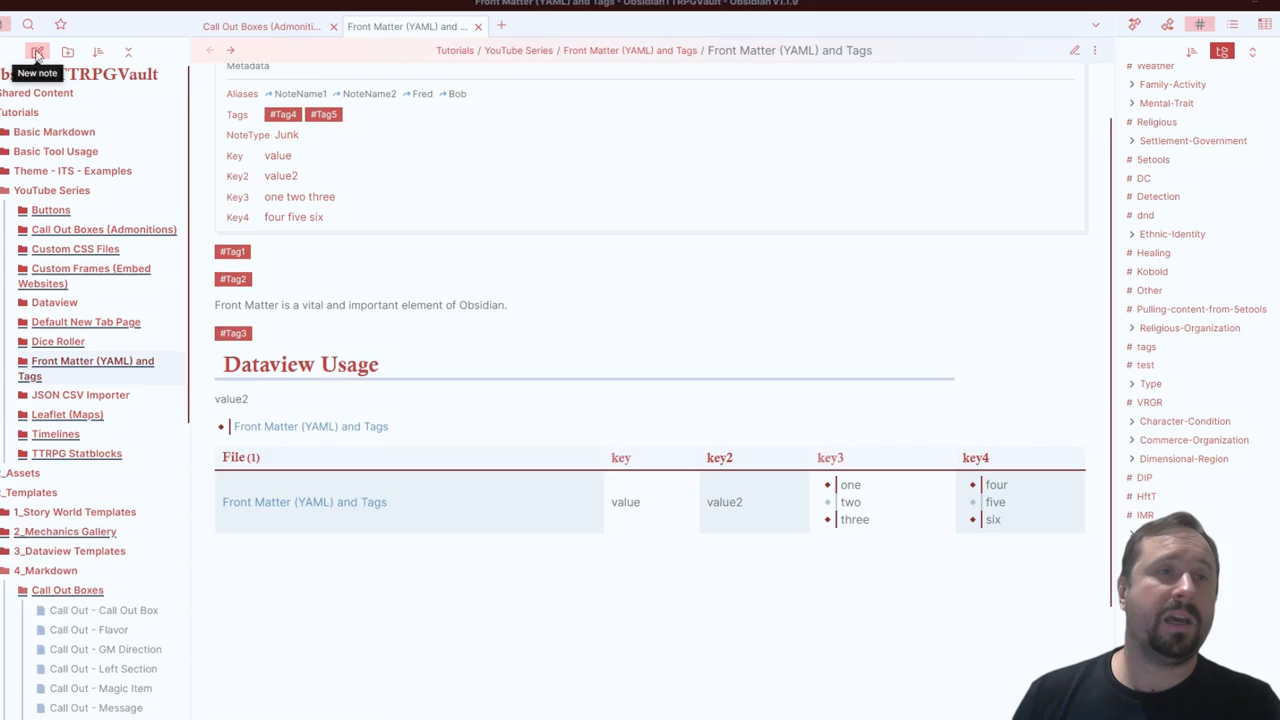 Front Matter (YAML) and Tags - ObsidianTTRPGVault - Obsidian v1.1.9
Call Out Boxes (Admoniti...
Front Matter (YAML) and ...
Tutorials / YouTube Series / Front Matter (YAML) and Tags / Front Matter (YAML) and Tags
New note
TTRPGVault
Shared Content
Tutorials
Basic Markdown
Basic Tool Usage
Theme - ITS - Examples
YouTube Series
Buttons
Call Out Boxes (Admonitions)
Custom CSS Files
Custom Frames (Embed
Websites)
Dataview
Default New Tab Page
Dice Roller
Front Matter (YAML) and
Tags
JSON CSV Importer
Leaflet (Maps)
Timelines
TTRPG Statblocks
_Assets
_Templates
1_Story World Templates
2_Mechanics Gallery
3_Dataview Templates
4_Markdown
Call Out Boxes
Call Out - Call Out Box
Call Out - Flavor
Call Out - GM Direction
Call Out - Left Section
Call Out - Magic Item
Call Out - Message
Metadata
Aliases NoteName1 NoteName2 Fred Bob
Tags #Tag4 #Tag5
NoteType Junk
Key value
Key2 value2
Key3 one two three
Key4 four five six
#Tag1
#Tag2
Front Matter is a vital and important element of Obsidian.
#Tag3
Dataview Usage
value2
Front Matter (YAML) and Tags
File (1) key key2 key3 key4
Front Matter (YAML) and Tags value value2
one four
two five
three six
# Weather
Family-Activity
Mental-Trait
# Religious
Settlement-Government
# 5etools
# DC
# Detection
# dnd
Ethnic-Identity
# Healing
# Kobold
# Other
# Pulling-content-from-5etools
Religious-Organization
# tags
# test
Type
# VRGR
Character-Condition
Commerce-Organization
Dimensional-Region
# DIP
# HftT
# IMR